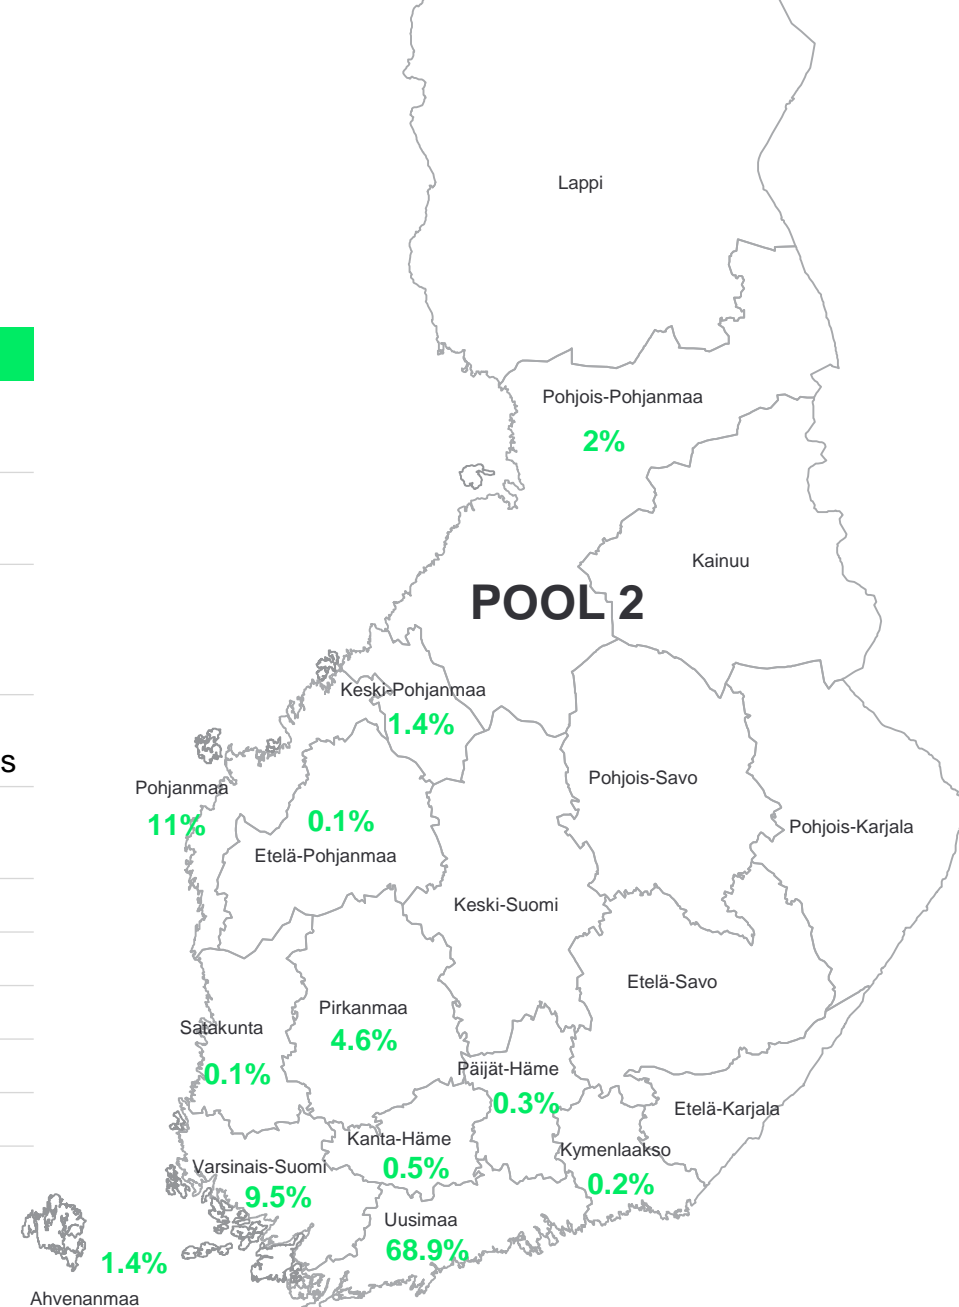 Lappi
Pohjois-Pohjanmaa
2%
Kainuu
POOL 2
Keski-Pohjanmaa
1.4%
s
Pohjois-Savo
Pohjanmaa
11%
0.1%
Pohjois-Karjala
Etelä-Pohjanmaa
Keski-Suomi
Etelä-Savo
Pirkanmaa
4.6%
Satakunta
0.1%
Päijät-Häme
0.3%
Etelä-Karjala
Kanta-Häme
0.5%
Kymenlaakso
0.2%
Varsinais-Suomi
9.5%
Uusimaa
68.9%
1.4%
Ahvenanmaa